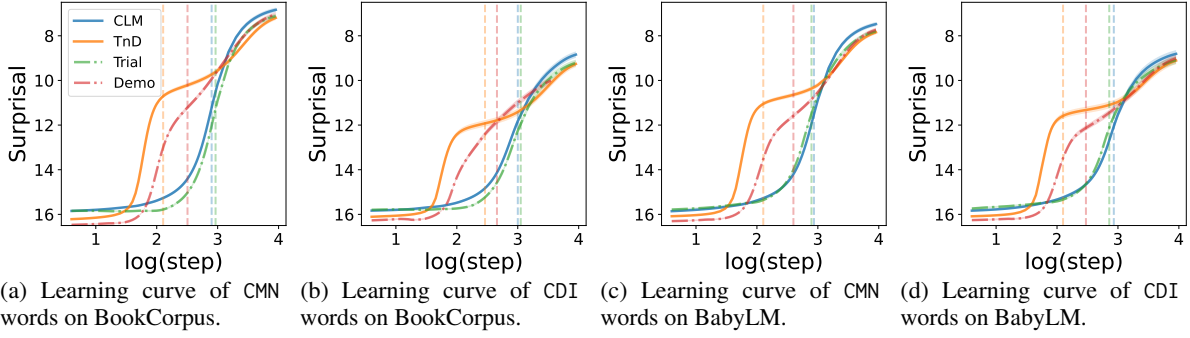 CLM
TnD
Trial
Demo
Surprisal
8
10
12
14
16
1 2 3 4
log(step)
Surprisal
8
10
12
14
16
1 2 3 4
log(step)
Surprisal
8
10
12
14
16
1 2 3 4
log(step)
Surprisal
8
10
12
14
16
1 2 3 4
log(step)
(a) Learning curve of CMN
words on BookCorpus.
(b) Learning curve of CDI
words on BookCorpus.
(c) Learning curve of CMN
words on BabyLM.
(d) Learning curve of CDI
words on BabyLM.